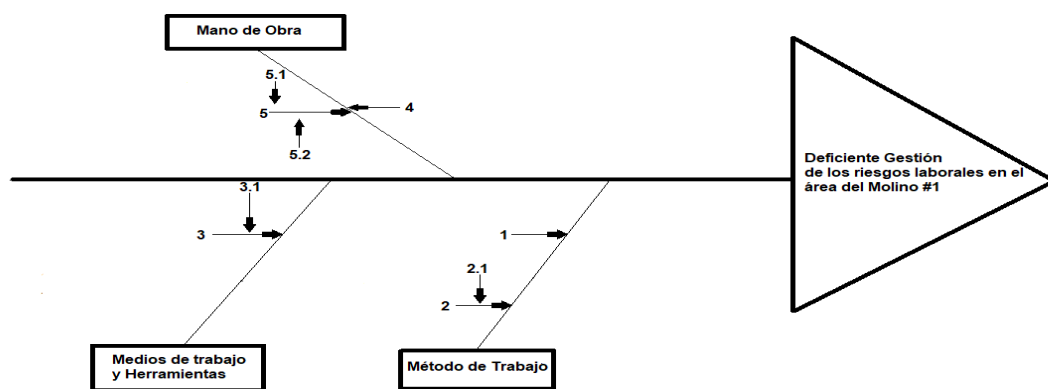 Mano de Obra
5.1
4
5
5.2
Deficiente Gestión
de los riesgos laborales en el
área del Molino #1
3.1
3
1
2.1
2
Medios de trabajo
y Herramientas
Método de Trabajo